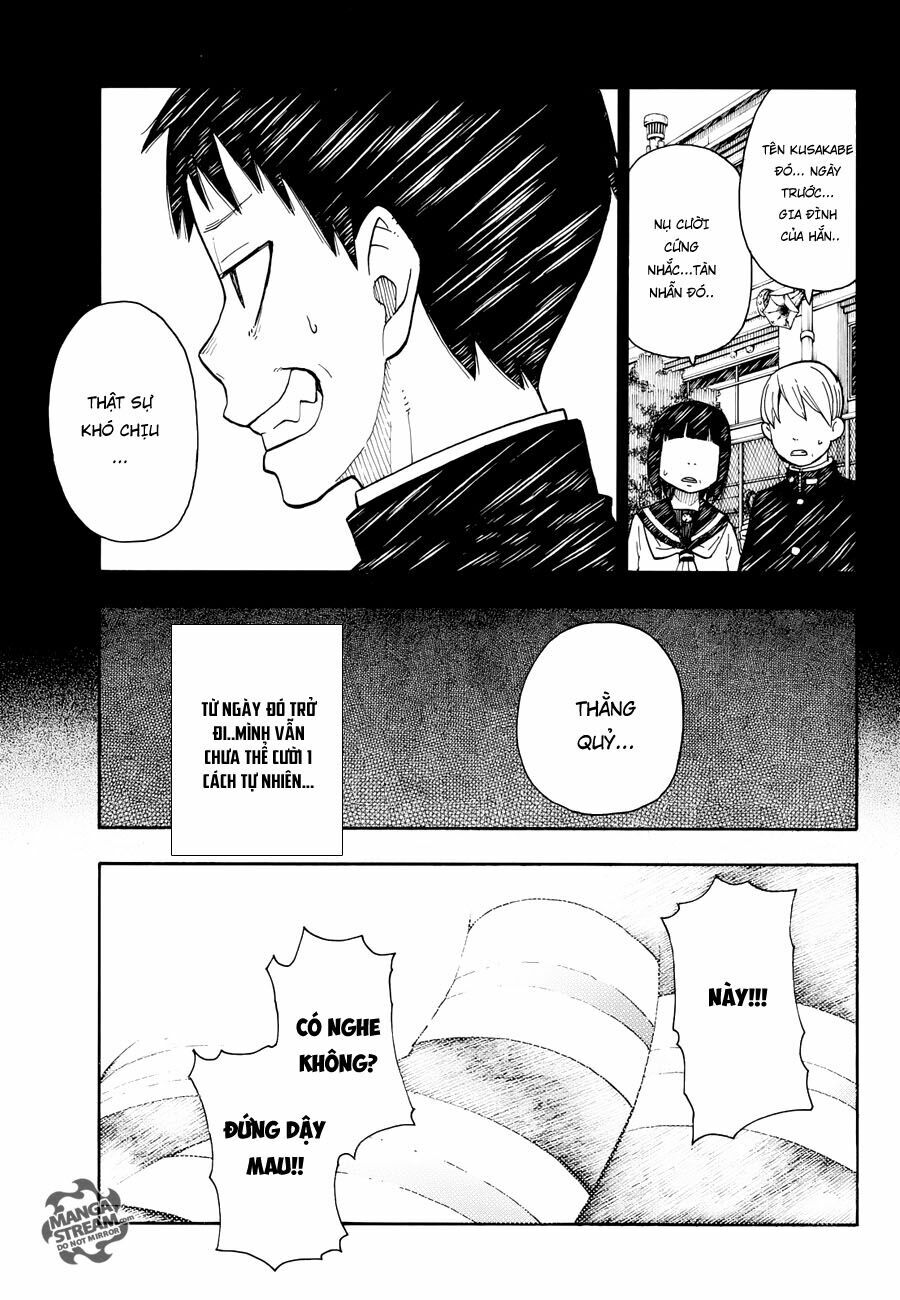 TÊN KUSAKABE
ĐÓ... NGÀY
TRƯỚC...
GIA ĐÌNH
CỦA HẮN..
NỤ CƯỜI
CỨNG
NHẮC...TÀN
NHẪN ĐÓ..
THẬT SỰ
KHÓ CHỊU
...
THẰNG
QUỶ...
TỪ NGÀY ĐÓ TRỞ
ĐI..MÌNH VẪN
CHƯA THỂ CƯỜI 1
CÁCH TỰ NHIÊN...
NÀY!!!
CÓ NGHE
KHÔNG?
ĐỨNG DẬY
MAU!!
MANGA
STREAM.com
DO NOT MIRROR